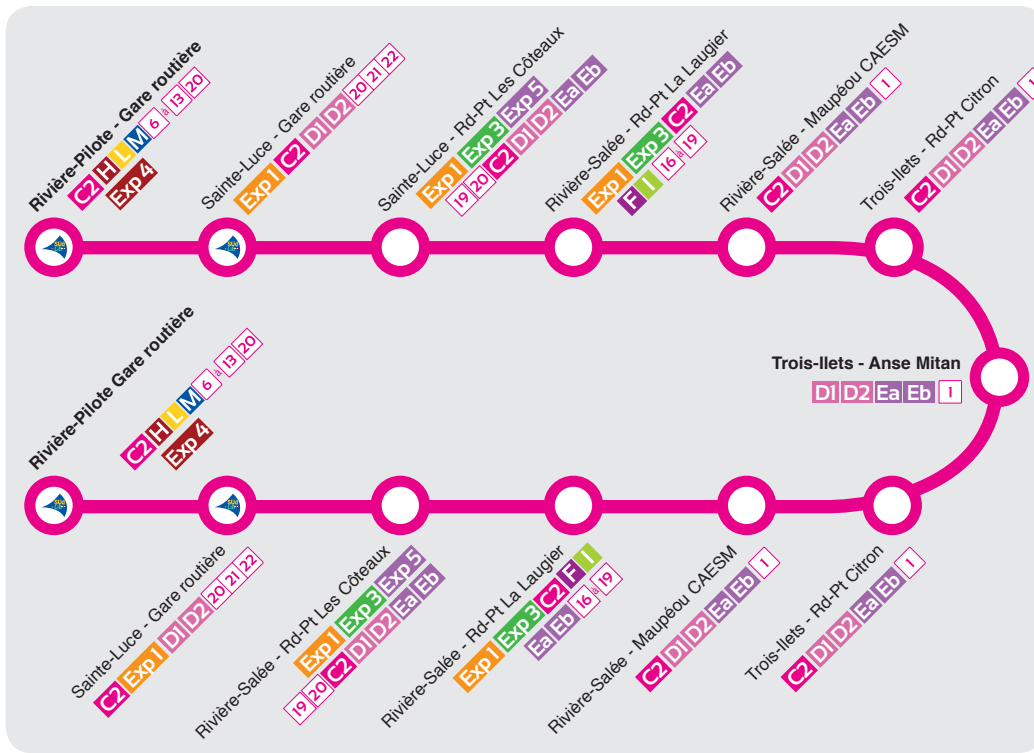 Rivière-Pilote - Gare routière
C2 H L M 6 à 13 20
Exp 4
Sainte-Luce - Gare routière
Exp 1 C2 D1 D2 20 21 22
Sainte-Luce - Rd-Pt Les Côteaux
Exp 1 Exp 3 Exp 5
19 20 C2 D1 D2 Ea Eb
Rivière-Salée - Rd-Pt La Laugier
Exp 1 Exp 3 C2 Ea Eb
F I 16 à 19
Rivière-Salée - Maupéou CAESM
C2 D1 D2 Ea Eb 1
Trois-Ilets - Rd-Pt Citron
C2 D1 D2 Ea Eb 1
Trois-Ilets - Anse Mitan
D1 D2 Ea Eb 1
Rivière-Pilote Gare routière
C2 H L M 6 à 13 20
Exp 4
Sainte-Luce - Gare routière
C2 Exp 1 D1 D2 20 21 22
Rivière-Salée - Rd-Pt Les Côteaux
Exp 1 Exp 3 Exp 5
19 20 C2 D1 D2 Ea Eb
Rivière-Salée - Rd-Pt La Laugier
Exp 1 Exp 3 C2 F I
Ea Eb 16 à 19
Rivière-Salée - Maupéou CAESM
C2 D1 D2 Ea Eb 1
Trois-Ilets - Rd-Pt Citron
C2 D1 D2 Ea Eb 1